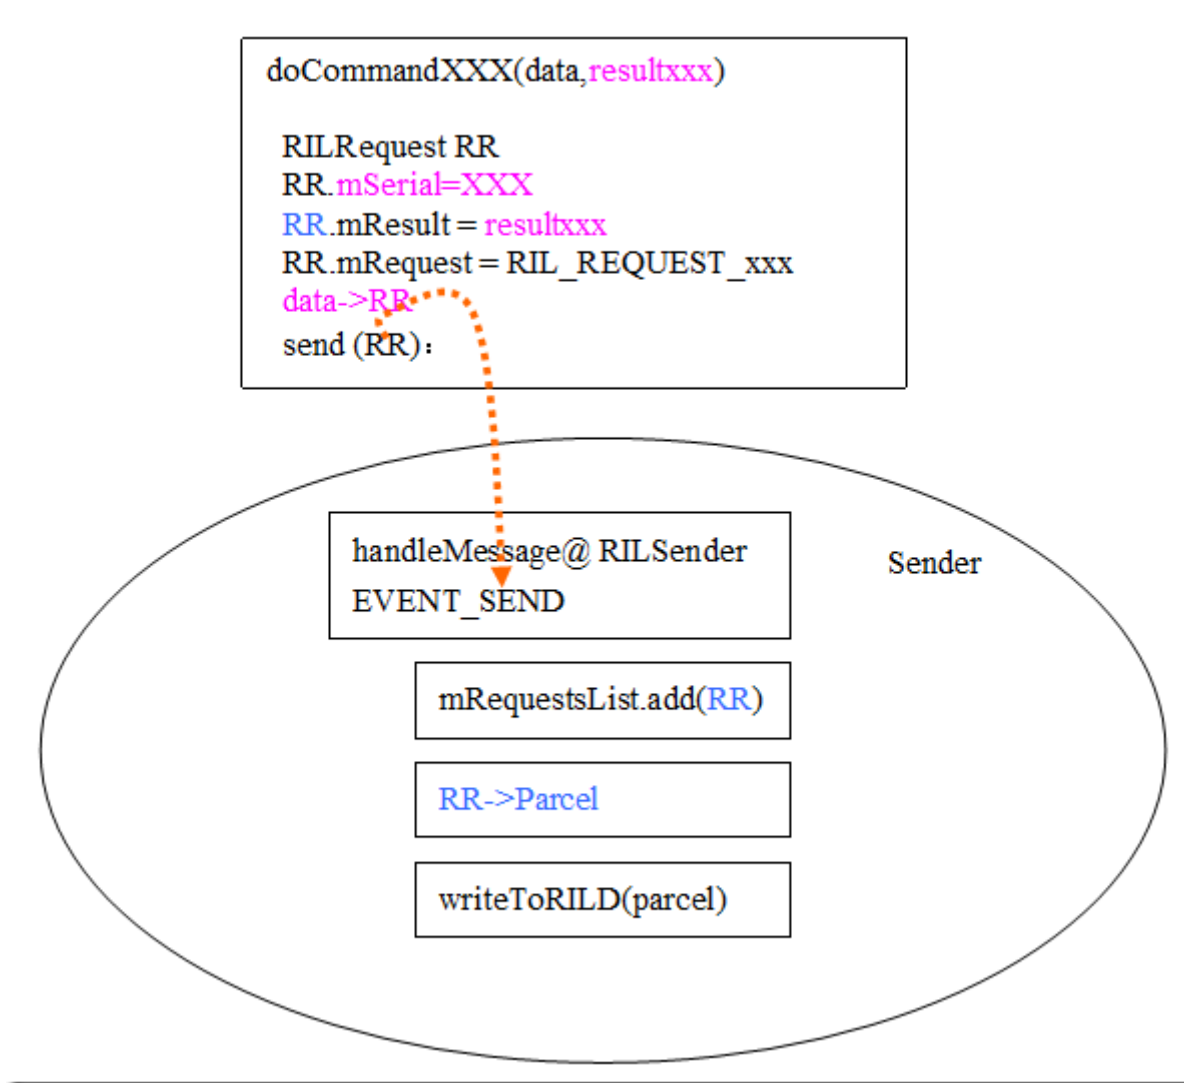 doCommandXXX(data,resultxxx)
RILRequest RR
RR.mSerial=XXX
RR.mResult = resultxxx
RR.mRequest = RIL_REQUEST_xxx
data->RR
send (RR)：
handleMessage@ RILSender
EVENT_SEND
Sender
mRequestsList.add(RR)
RR->Parcel
writeToRILD(parcel)